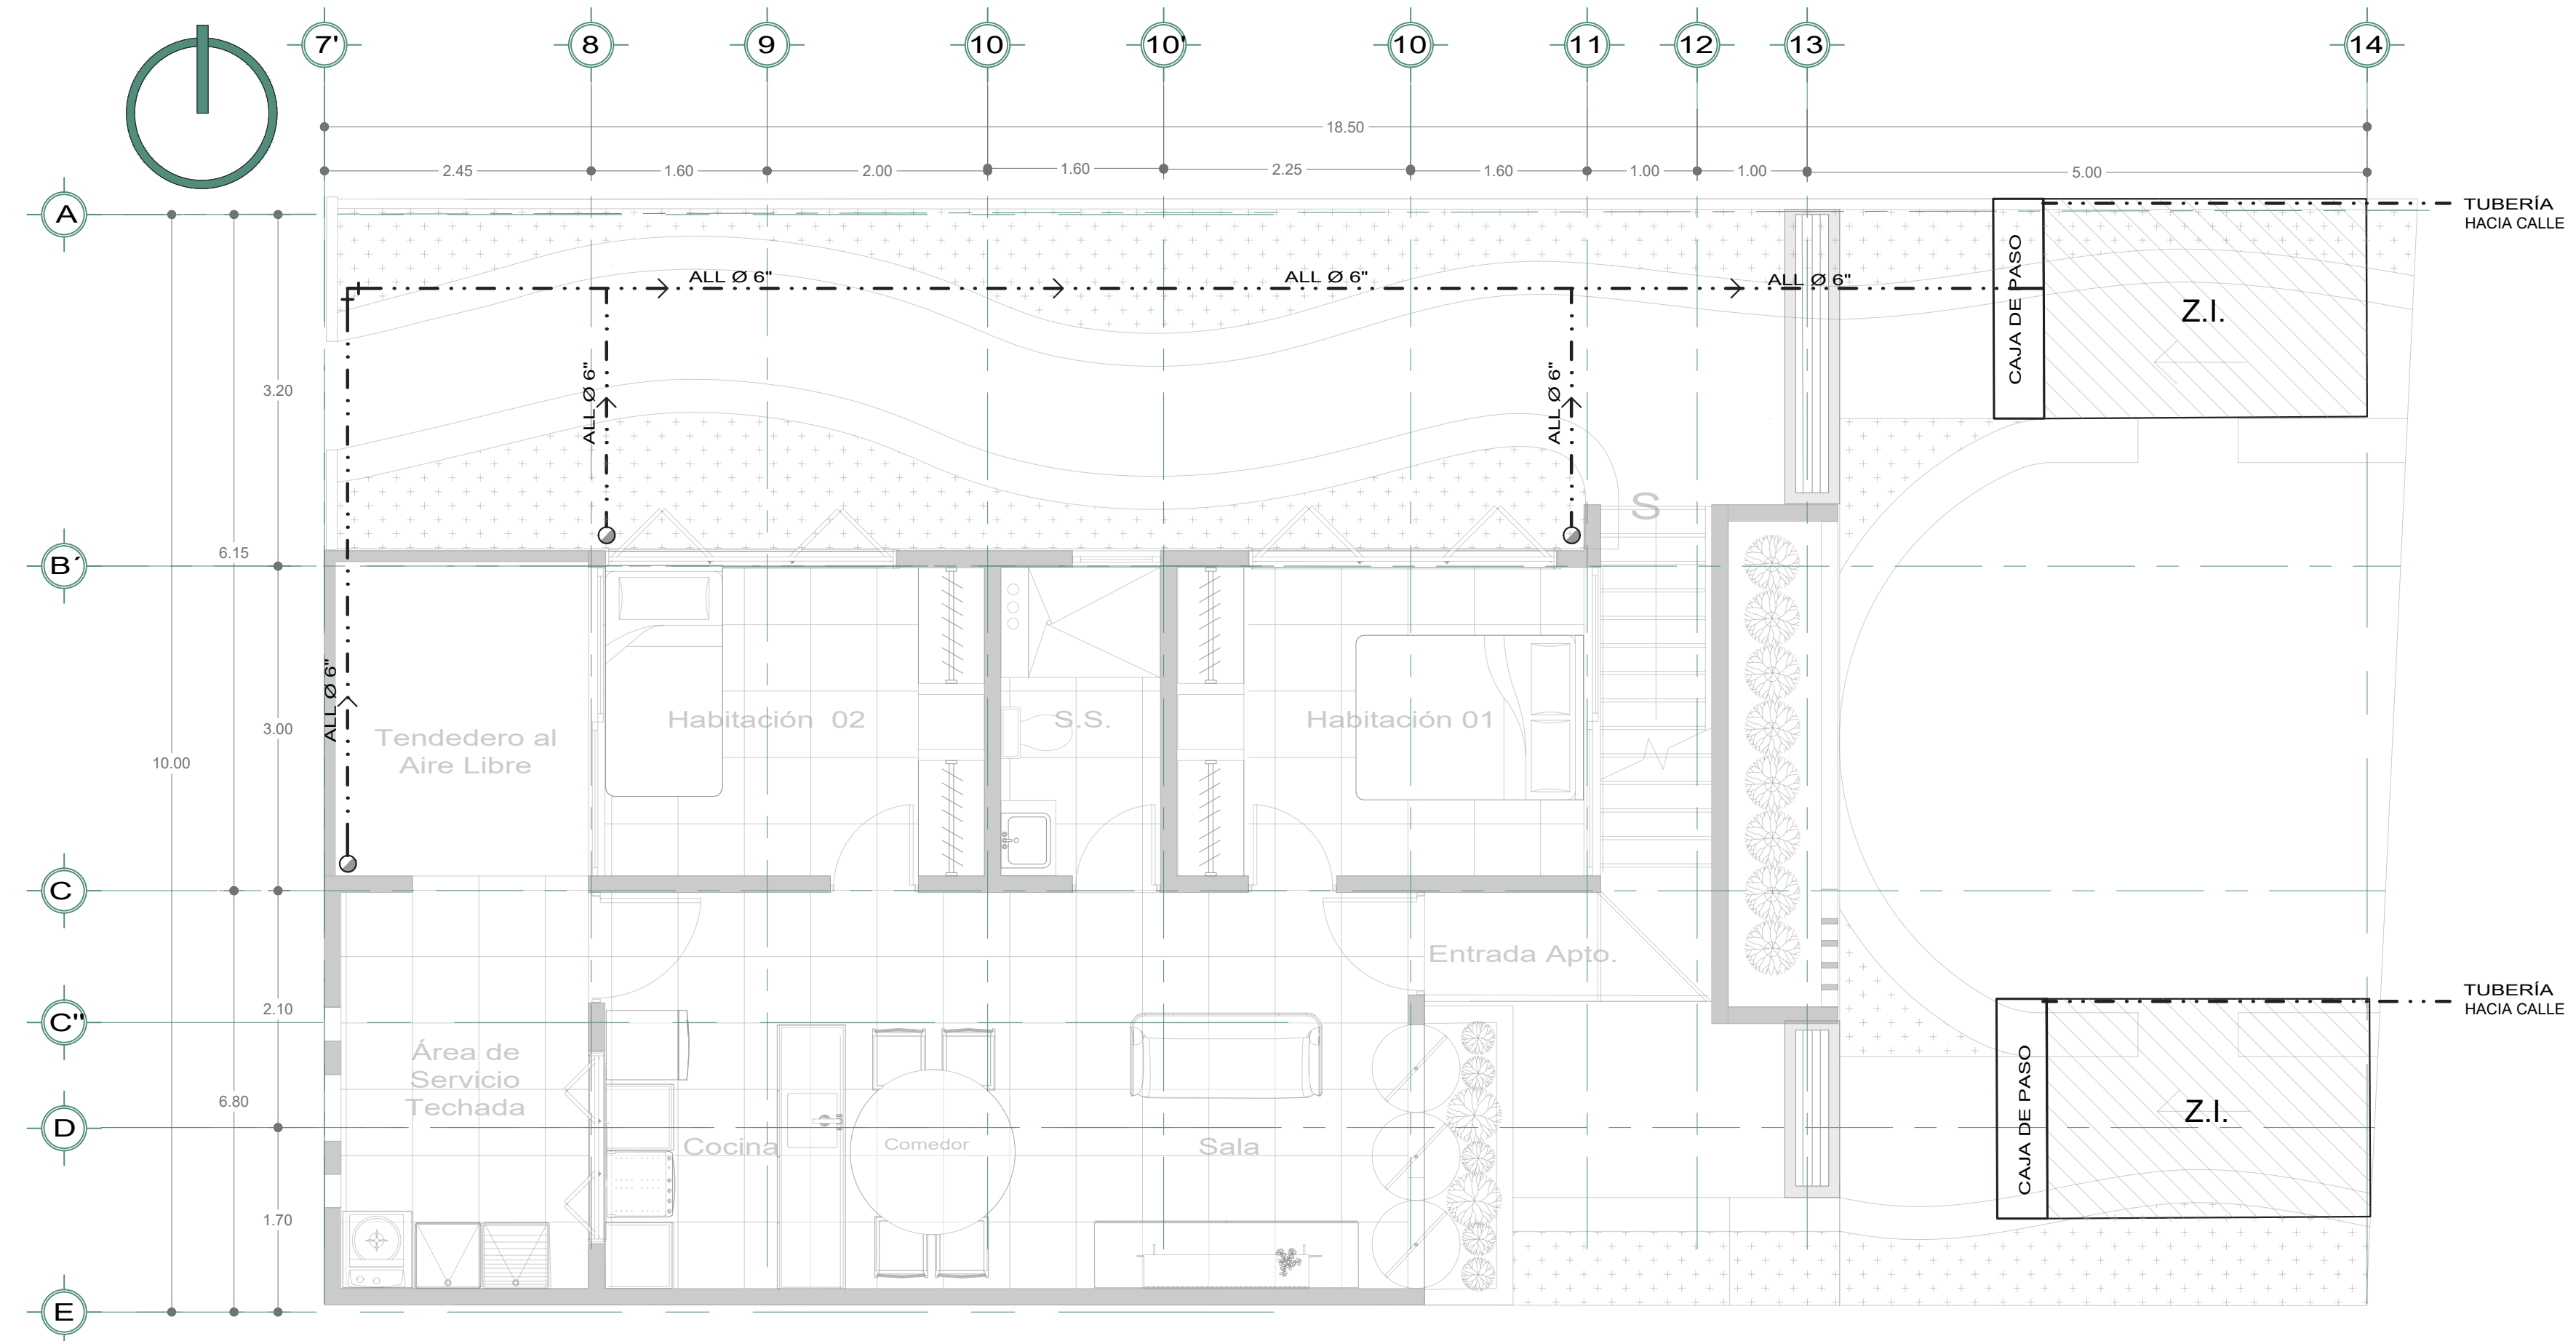 7'
8
9
10
10'
10
11
12
13
14
18.50
2.45
1.60
2.00
1.60
2.25
1.60
1.00
1.00
5.00
A
TUBERÍA
HACIA CALLE
CAJA DE PASO
Z.I.
ALL Ø 6"
ALL Ø 6"
ALL Ø 6"
ALL Ø 6"
ALL Ø 6"
3.20
S
6.15
B´
ALL Ø 6"
Habitación 02
S.S.
Habitación 01
Tendedero al
Aire Libre
3.00
10.00
C
Entrada Apto.
TUBERÍA
HACIA CALLE
2.10
C"
Área de
Servicio
Techada
6.80
CAJA DE PASO
Z.I.
D
Cocina
Comedor
Sala
1.70
E